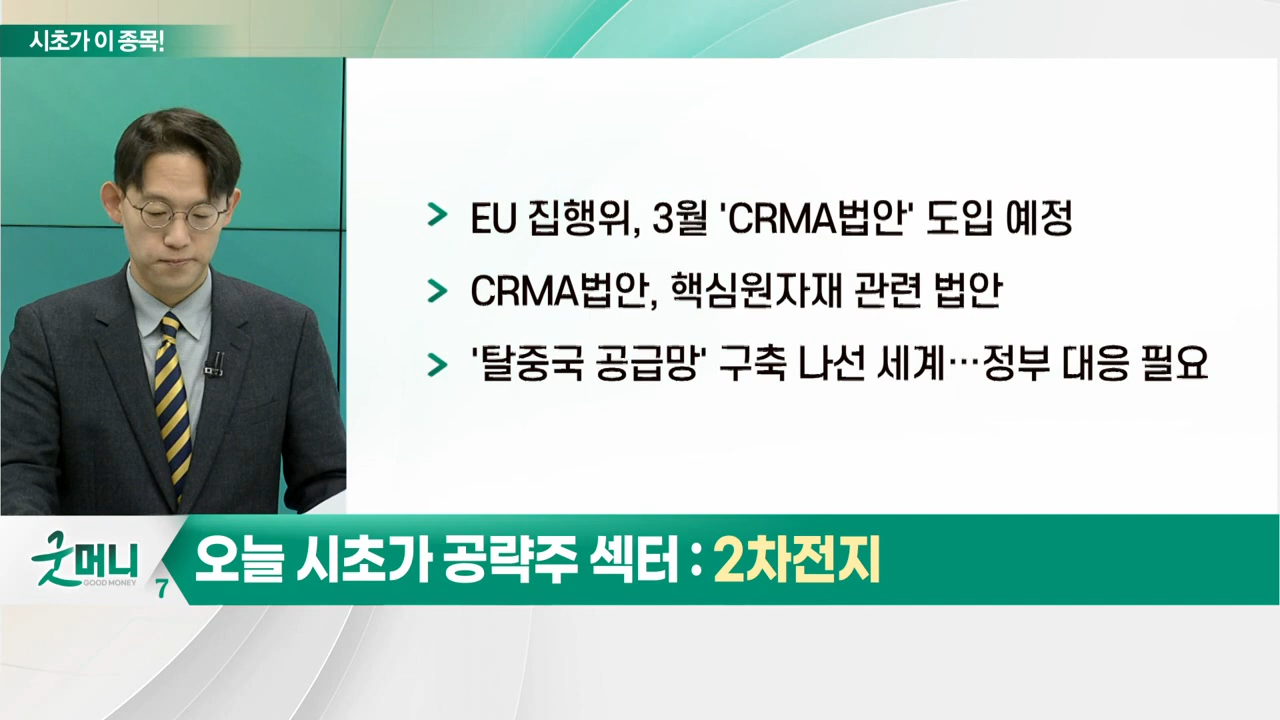 시초가 이 종목!
EU 집행위, 3월 'CRMA법안' 도입 예정
CRMA법안, 핵심원자재 관련 법안
'탈중국 공급망' 구축 나선 세계…정부 대응 필요
굿머니
GOOD MONEY
7
오늘 시초가 공략주 섹터 : 2차전지